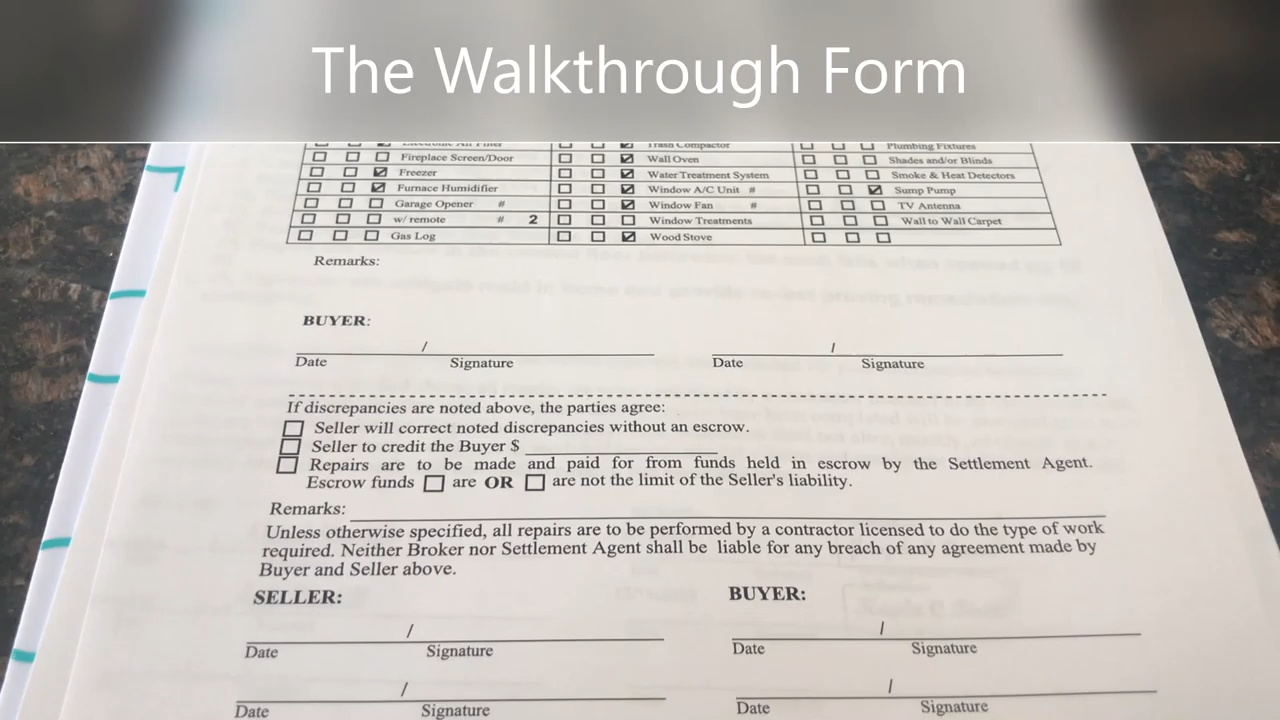 The Walkthrough Form
Electronic Air Filter Trash Compactor Plumbing Fixtures
Fireplace Screen/Door Wall Oven Shades and/or Blinds
Freezer Water Treatment System Smoke & Heat Detectors
Furnace Humidifier Window A/C Unit # Sump Pump
Garage Opener # Window Fan # TV Antenna
w/ remote # 2 Window Treatments Wall to Wall Carpet
Gas Log Wood Stove
Remarks:
BUYER:
/ /
Date Signature Date Signature
If discrepancies are noted above, the parties agree:
Seller will correct noted discrepancies without an escrow.
Seller to credit the Buyer $
Repairs are to be made and paid for from funds held in escrow by the Settlement Agent.
Escrow funds are OR are not the limit of the Seller's liability.
Remarks:
Unless otherwise specified, all repairs are to be performed by a contractor licensed to do the type of work
required. Neither Broker nor Settlement Agent shall be liable for any breach of any agreement made by
Buyer and Seller above.
SELLER: BUYER:
/ /
Date Signature Date Signature
/ /
Date Signature Date Signature